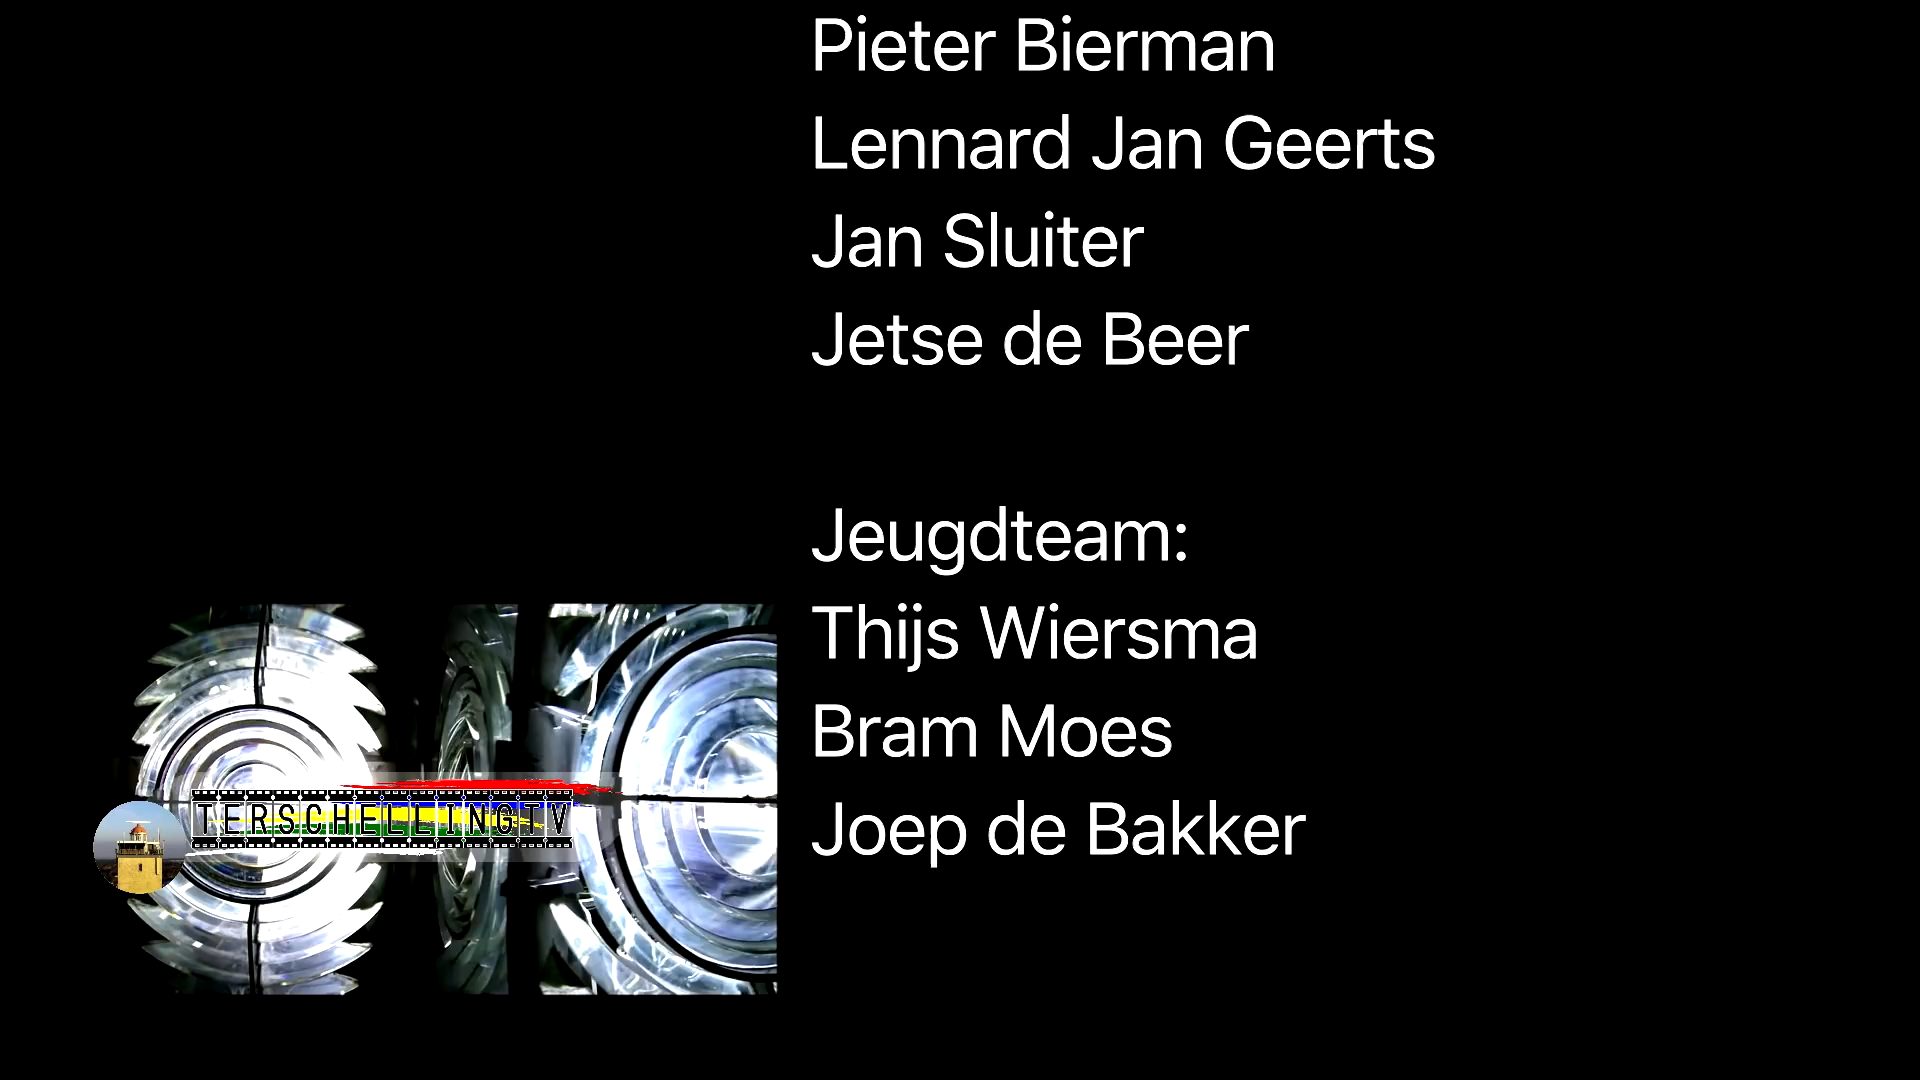 Pieter Bierman
Lennard Jan Geerts
Jan Sluiter
Jetse de Beer
Jeugdteam:
Thijs Wiersma
Bram Moes
Joep de Bakker
TERSCHELLINGTV